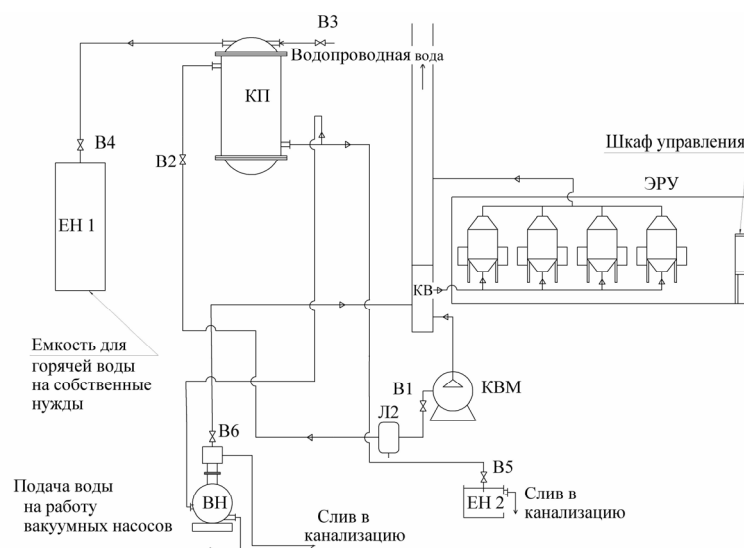 В3
Водопроводная вода
КП
В4
В2
Шкаф управления
ЭРУ
ЕН 1
КВ
Емкость для
горячей воды
на собственные
нужды
В1
КВМ
Л2
В6
В5
Подача воды
на работу
вакуумных насосов
ВН
ЕН 2
Слив в
канализацию
Слив в
канализацию